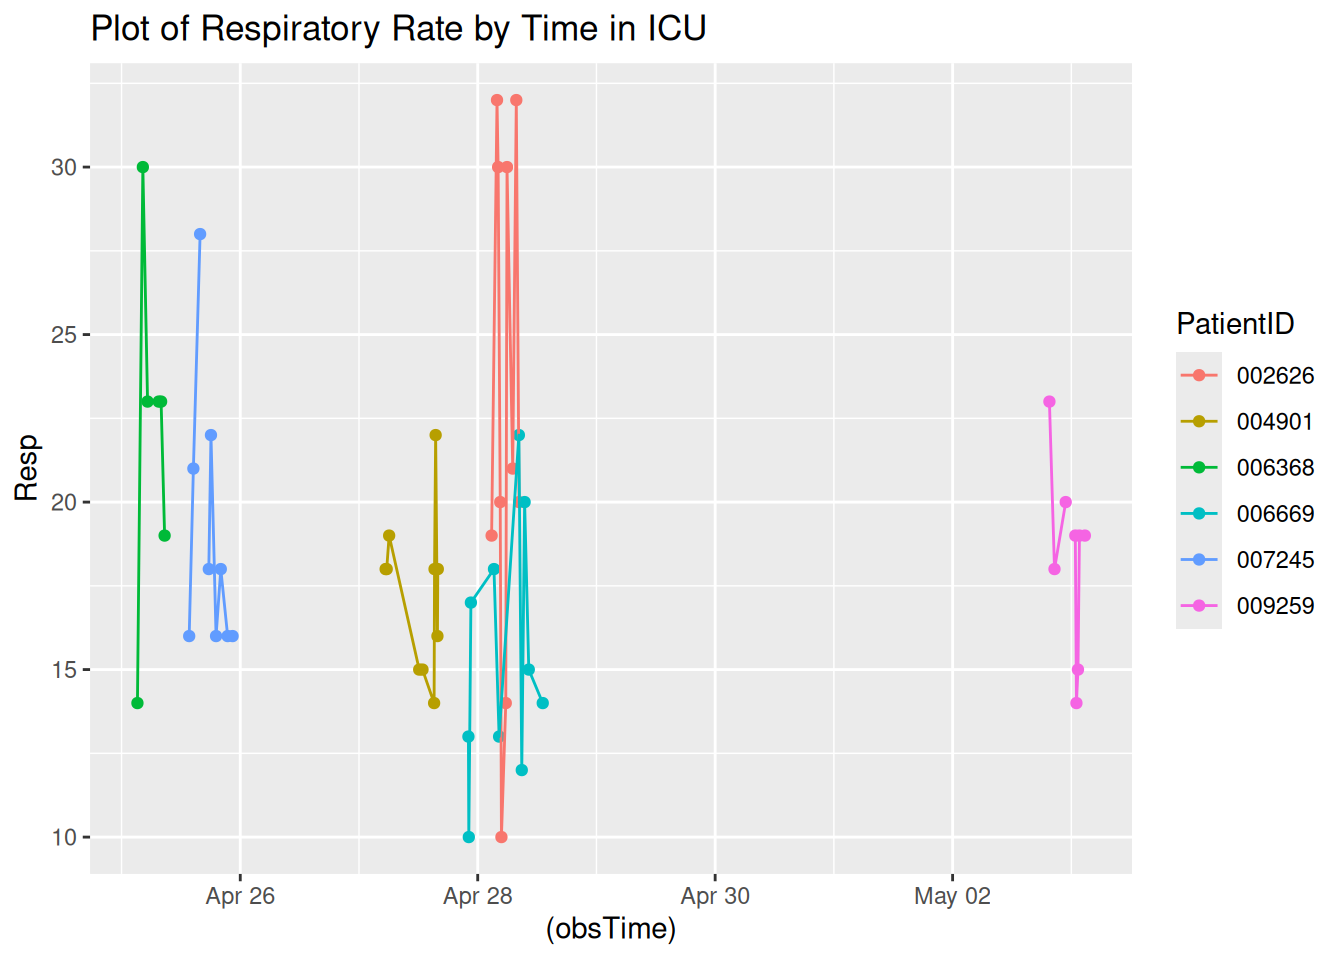 Plot of Respiratory Rate by Time in ICU
30
25
20
15
10
Resp
Apr 26
Apr 28
Apr 30
May 02
(obsTime)
PatientID
002626
004901
006368
006669
007245
009259